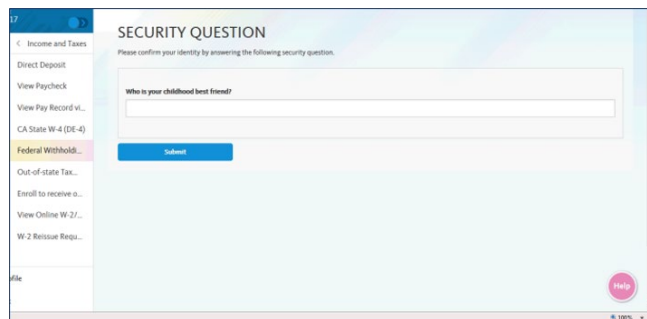 17
< Income and Taxes
Direct Deposit
View Paycheck
View Pay Record vi...
CA State W-4 (DE-4)
Federal Withholdi...
Out-of-state Tax...
Enroll to receive o...
View Online W-2/...
W-2 Reissue Requ...
ofile
SECURITY QUESTION
Please confirm your identity by answering the following security question.
Who is your childhood best friend?
Submit
Help
100%